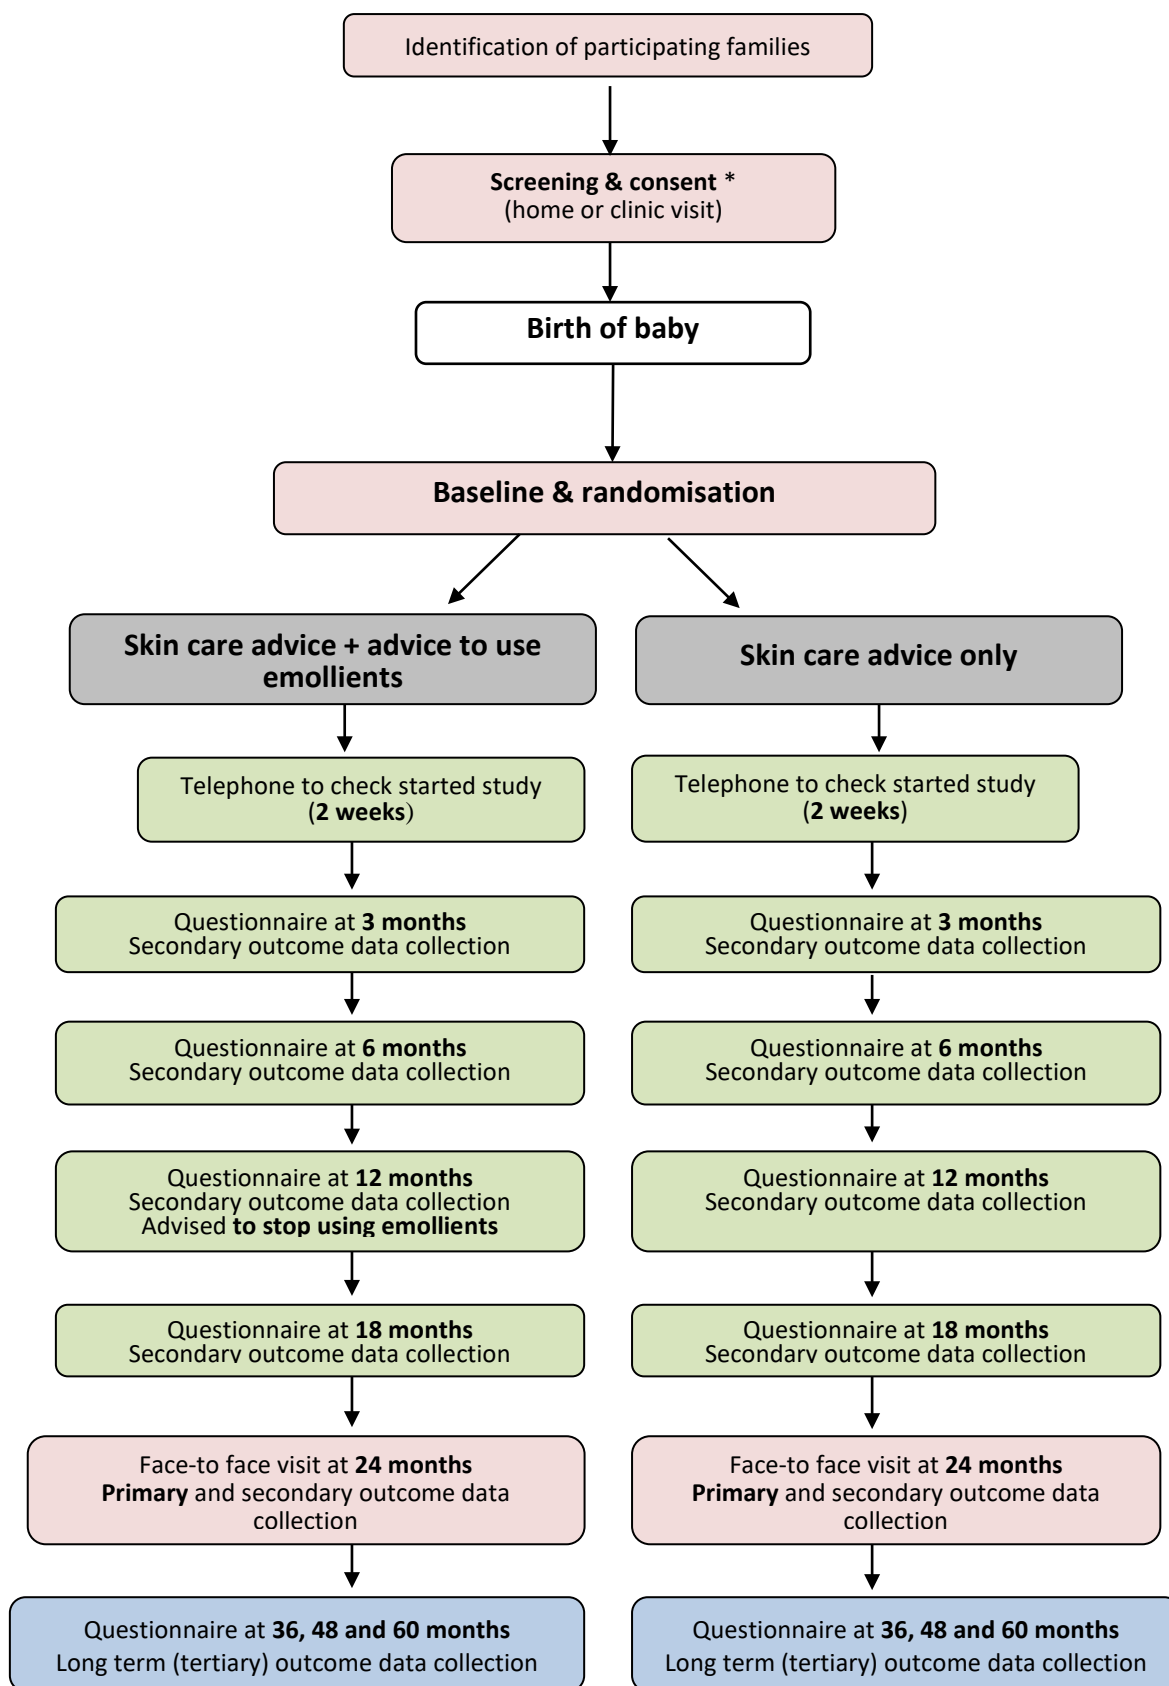 Identification of participating families
Screening & consent *
(home or clinic visit)
Birth of baby
Baseline & randomisation
Skin care advice + advice to use
emollients
Skin care advice only
Telephone to check started study
(2 weeks)
Telephone to check started study
(2 weeks)
Questionnaire at 3 months
Secondary outcome data collection
Questionnaire at 3 months
Secondary outcome data collection
Questionnaire at 6 months
Secondary outcome data collection
Questionnaire at 6 months
Secondary outcome data collection
Questionnaire at 12 months
Secondary outcome data collection
Advised to stop using emollients
Questionnaire at 12 months
Secondary outcome data collection
Questionnaire at 18 months
Secondary outcome data collection
Questionnaire at 18 months
Secondary outcome data collection
Face-to face visit at 24 months
Primary and secondary outcome data
collection
Face-to face visit at 24 months
Primary and secondary outcome data
collection
Questionnaire at 36, 48 and 60 months
Long term (tertiary) outcome data collection
Questionnaire at 36, 48 and 60 months
Long term (tertiary) outcome data collection